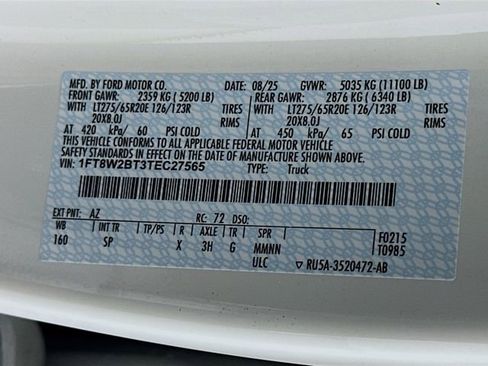 MFD. BY FORD MOTOR CO. DATE: 08/25 GVWR: 5035 KG (11100 LB)
FRONT GAWR: 2359 KG ( 5200 LB) REAR GAWR: 2876 KG ( 6340 LB)
WITH LT275/65R20E 126/123R TIRES WITH LT275/65R20E 126/123R TIRES
20X8.0J RIMS 20X8.0J RIMS
AT 420 kPa/ 60 PSI COLD AT 450 kPa/ 65 PSI COLD
THIS VEHICLE CONFORMS TO ALL APPLICABLE FEDERAL MOTOR VEHICLE
SAFETY STANDARDS IN EFFECT ON THE DATE OF MANUFACTURE SHOWN ABOVE.
VIN: 1FT8W2BT3TEC27565 TYPE: Truck
EXT PNT: AZ RC: 72 DSO: F0215
WB INT TR TP/PS R AXLE TR SPR T0985
160 SP X 3H G MMNN
ULC ▽ RU5A-3520472-AB